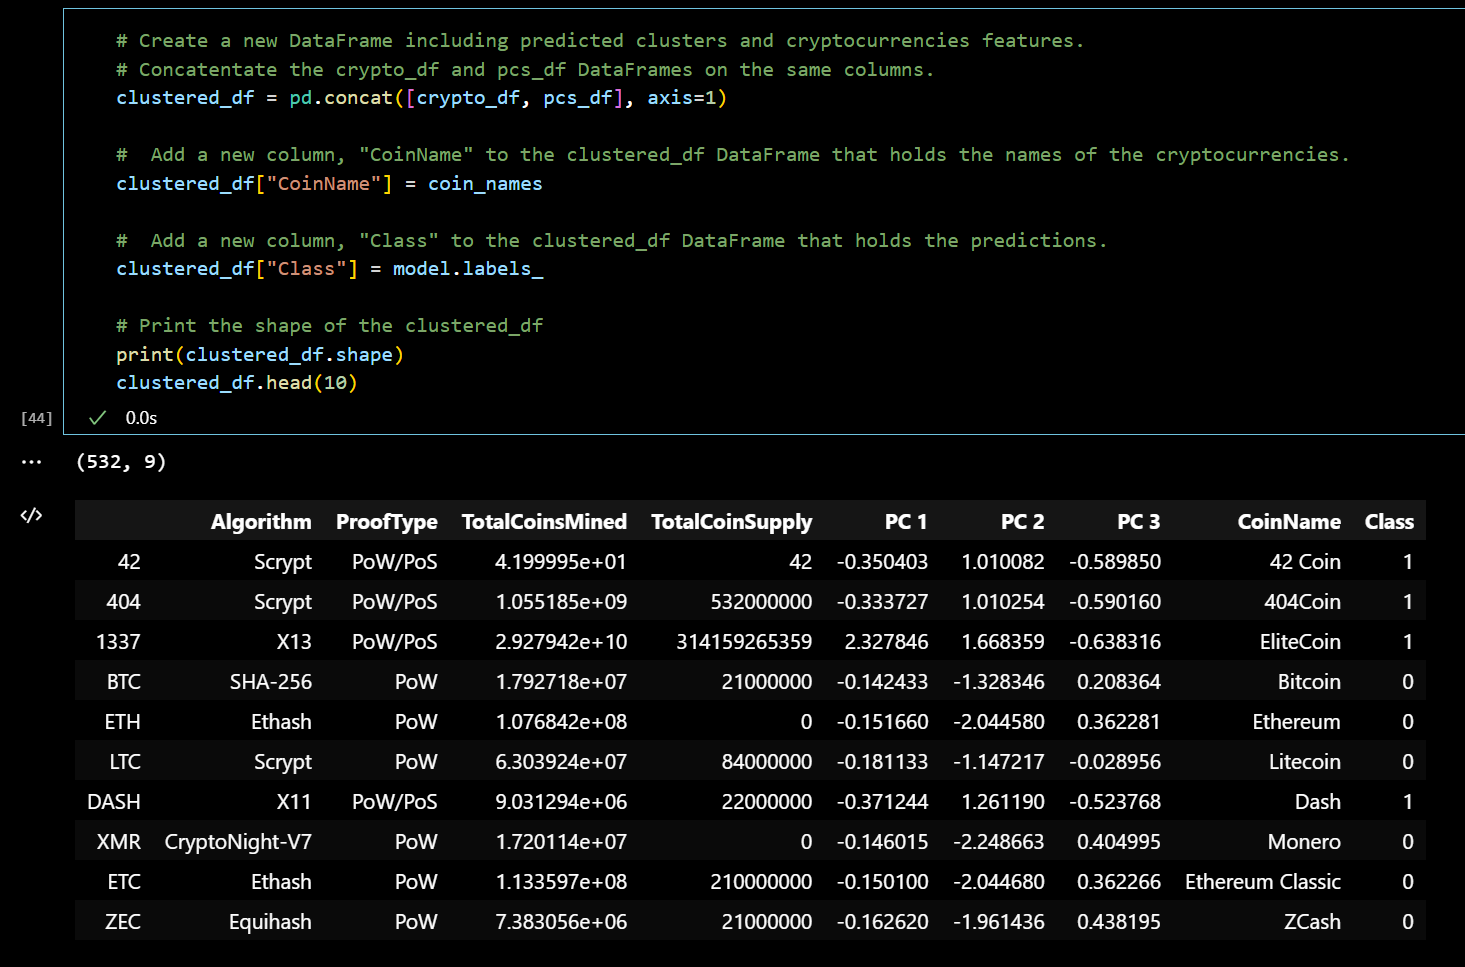 # Create a new DataFrame including predicted clusters and cryptocurrencies features.
# Concatentate the crypto_df and pcs_df DataFrames on the same columns.
clustered_df = pd.concat([crypto_df, pcs_df], axis=1)
#  Add a new column, "CoinName" to the clustered_df DataFrame that holds the names of the cryptocurrencies.
clustered_df["CoinName"] = coin_names
#  Add a new column, "Class" to the clustered_df DataFrame that holds the predictions.
clustered_df["Class"] = model.labels_
# Print the shape of the clustered_df
print(clustered_df.shape)
clustered_df.head(10)
[44] ✓ 0.0s
... (532, 9)
</> Algorithm ProofType TotalCoinsMined TotalCoinSupply PC 1 PC 2 PC 3 CoinName Class
42 Scrypt PoW/PoS 4.199995e+01 42 -0.350403 1.010082 -0.589850 42 Coin 1
404 Scrypt PoW/PoS 1.055185e+09 532000000 -0.333727 1.010254 -0.590160 404Coin 1
1337 X13 PoW/PoS 2.927942e+10 314159265359 2.327846 1.668359 -0.638316 EliteCoin 1
BTC SHA-256 PoW 1.792718e+07 21000000 -0.142433 -1.328346 0.208364 Bitcoin 0
ETH Ethash PoW 1.076842e+08 0 -0.151660 -2.044580 0.362281 Ethereum 0
LTC Scrypt PoW 6.303924e+07 84000000 -0.181133 -1.147217 -0.028956 Litecoin 0
DASH X11 PoW/PoS 9.031294e+06 22000000 -0.371244 1.261190 -0.523768 Dash 1
XMR CryptoNight-V7 PoW 1.720114e+07 0 -0.146015 -2.248663 0.404995 Monero 0
ETC Ethash PoW 1.133597e+08 210000000 -0.150100 -2.044680 0.362266 Ethereum Classic 0
ZEC Equihash PoW 7.383056e+06 21000000 -0.162620 -1.961436 0.438195 ZCash 0